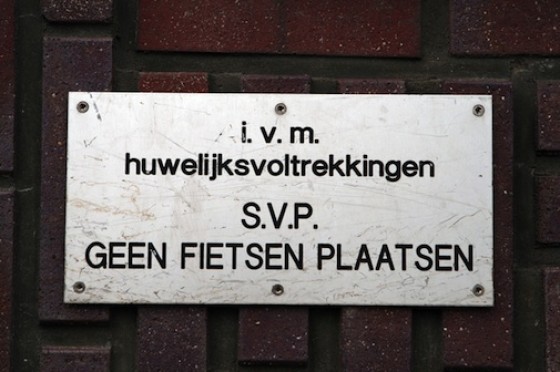 i. v. m.
huwelijksvoltrekkingen
S.V.P.
GEEN FIETSEN PLAATSEN